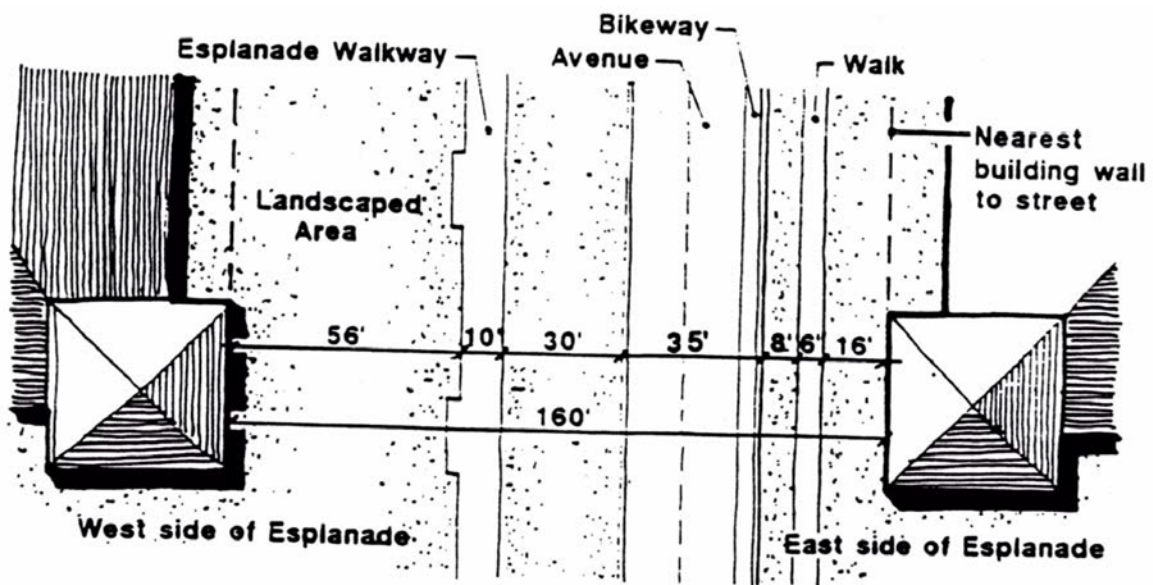 Bikeway
Esplanade Walkway
Avenue
Walk
Nearest
building wall
to street
Landscaped
Area
56'
10'
30'
35'
8'
6'
16'
160'
West side of Esplanade
East side of Esplanade